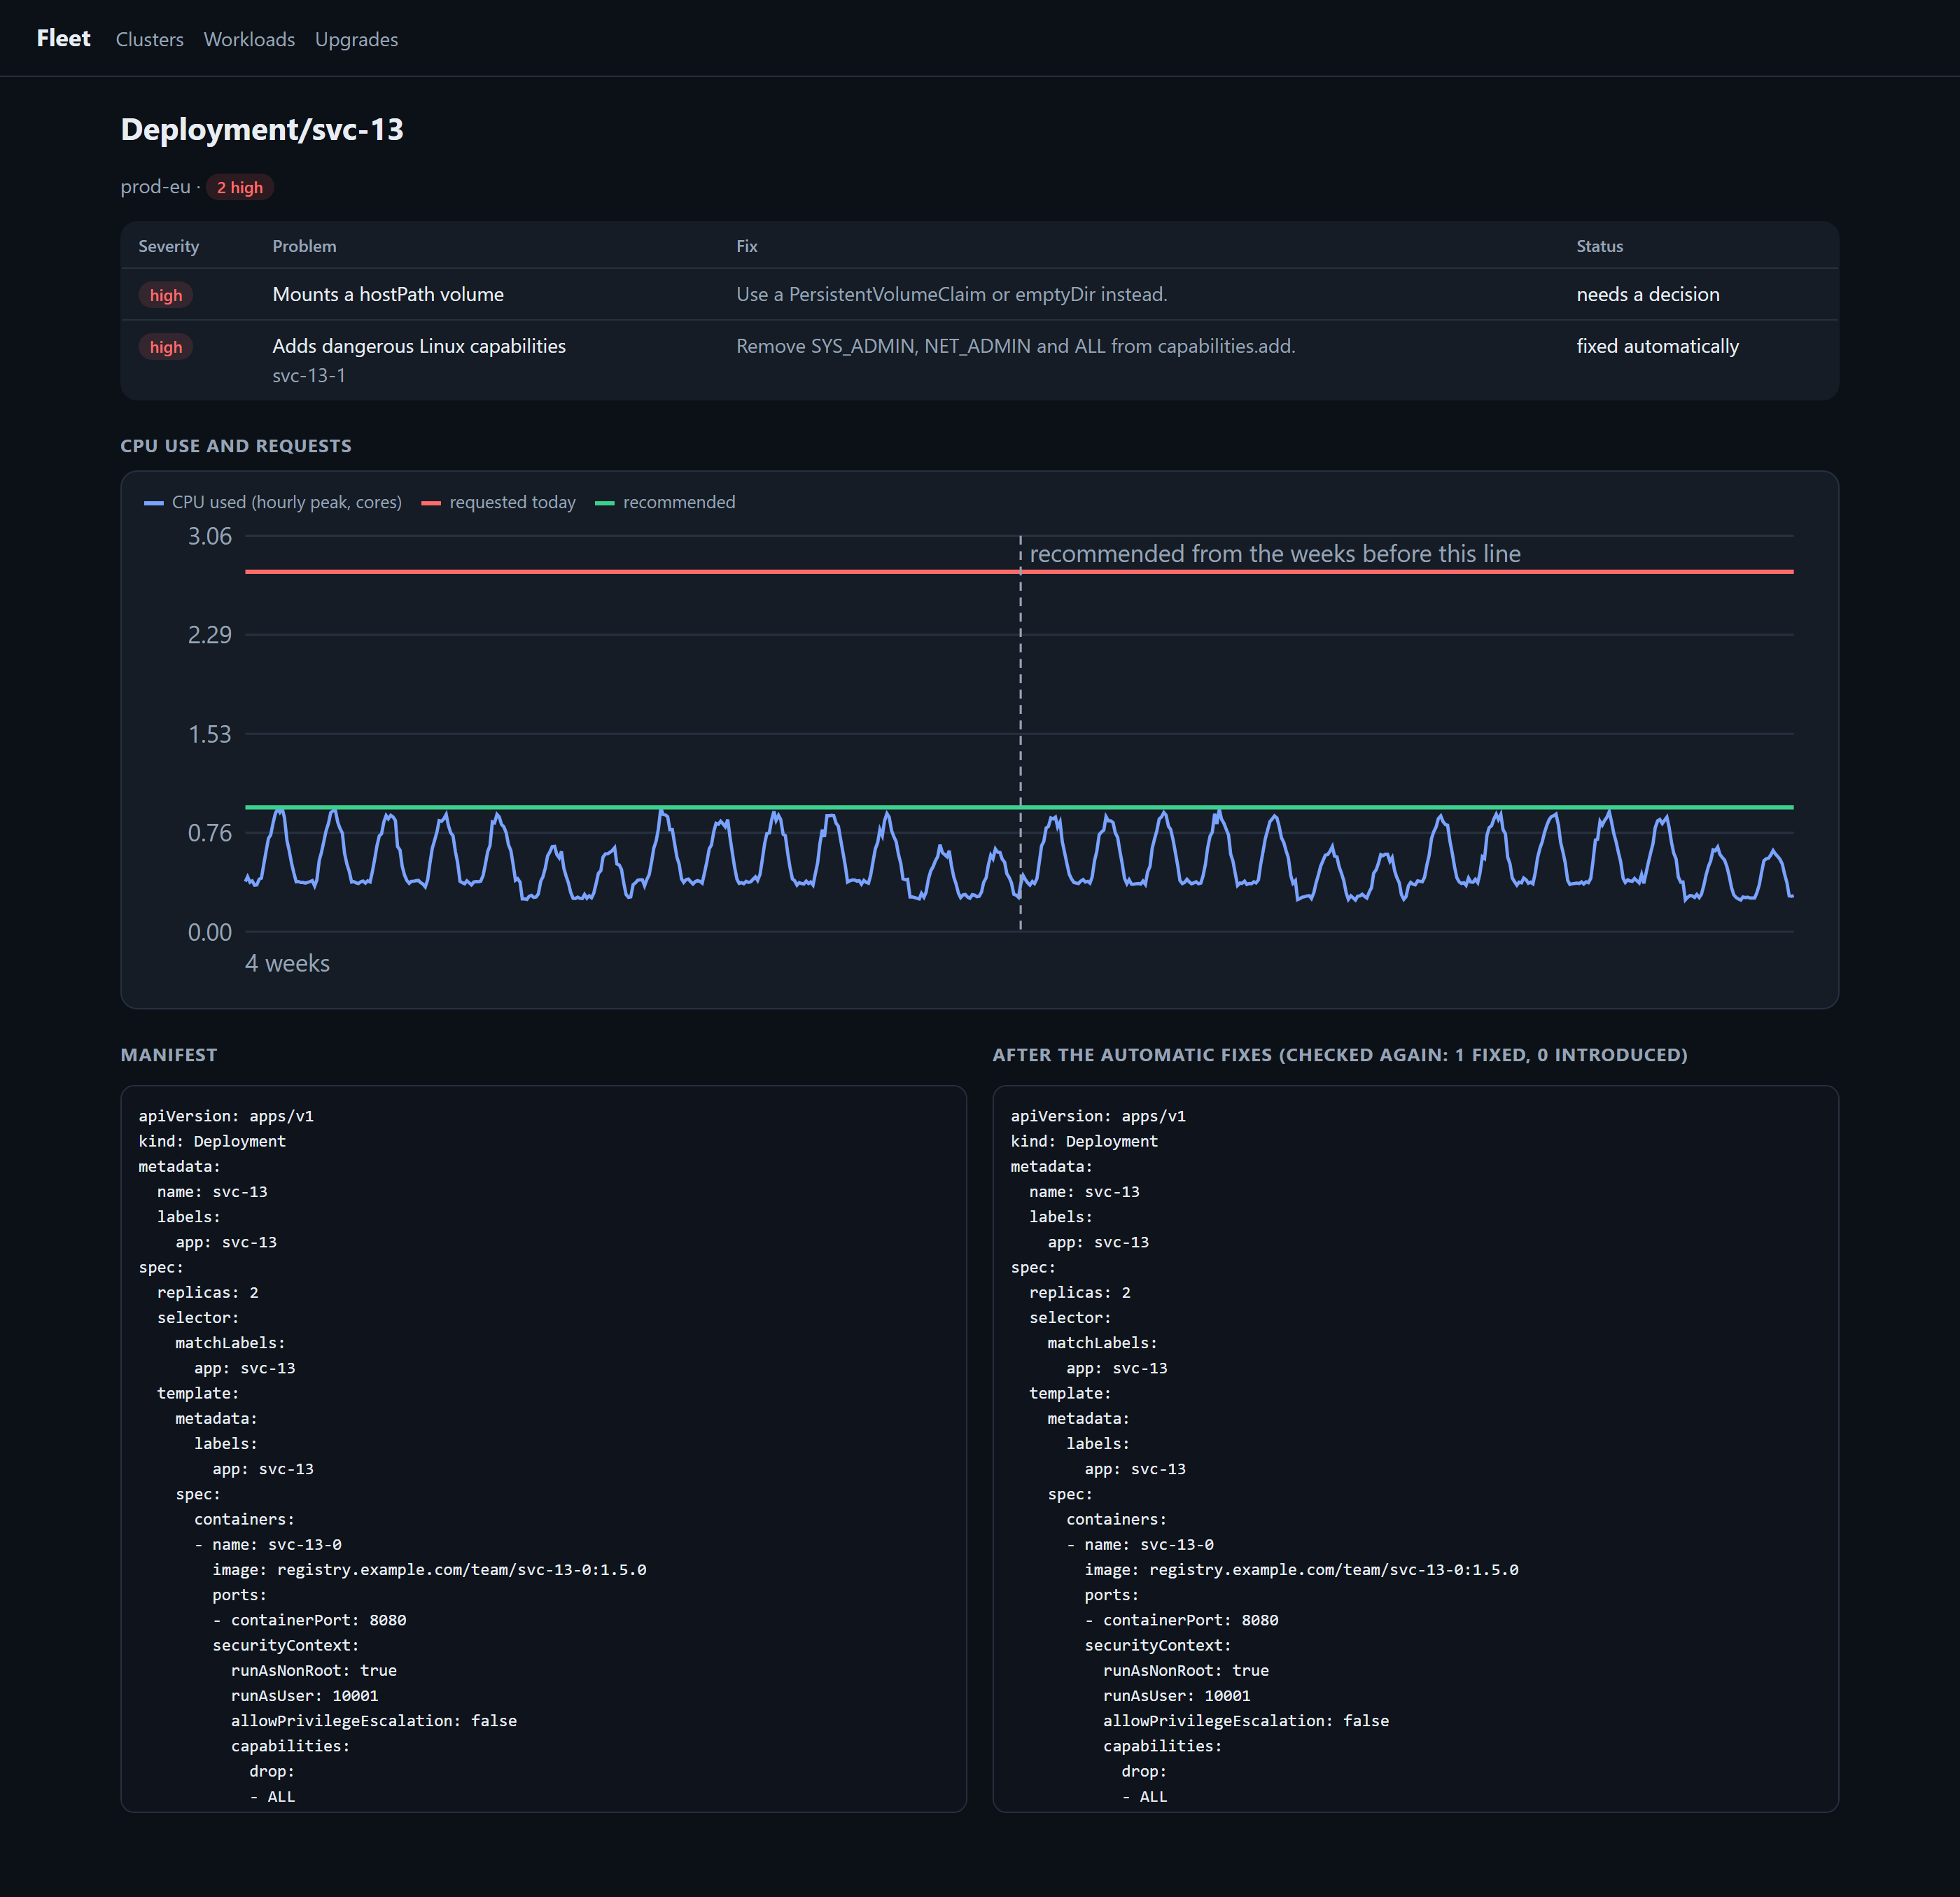 Fleet Clusters Workloads Upgrades
Deployment/svc-13
prod-eu · 2 high
Severity Problem Fix Status
high Mounts a hostPath volume Use a PersistentVolumeClaim or emptyDir instead. needs a decision
high Adds dangerous Linux capabilities Remove SYS_ADMIN, NET_ADMIN and ALL from capabilities.add. fixed automatically
svc-13-1
CPU USE AND REQUESTS
CPU used (hourly peak, cores) requested today recommended
3.06
recommended from the weeks before this line
2.29
1.53
0.76
0.00
4 weeks
MANIFEST
apiVersion: apps/v1
kind: Deployment
metadata:
  name: svc-13
  labels:
    app: svc-13
spec:
  replicas: 2
  selector:
    matchLabels:
      app: svc-13
  template:
    metadata:
      labels:
        app: svc-13
    spec:
      containers:
      - name: svc-13-0
        image: registry.example.com/team/svc-13-0:1.5.0
        ports:
        - containerPort: 8080
        securityContext:
          runAsNonRoot: true
          runAsUser: 10001
          allowPrivilegeEscalation: false
          capabilities:
            drop:
            - ALL
AFTER THE AUTOMATIC FIXES (CHECKED AGAIN: 1 FIXED, 0 INTRODUCED)
apiVersion: apps/v1
kind: Deployment
metadata:
  name: svc-13
  labels:
    app: svc-13
spec:
  replicas: 2
  selector:
    matchLabels:
      app: svc-13
  template:
    metadata:
      labels:
        app: svc-13
    spec:
      containers:
      - name: svc-13-0
        image: registry.example.com/team/svc-13-0:1.5.0
        ports:
        - containerPort: 8080
        securityContext:
          runAsNonRoot: true
          runAsUser: 10001
          allowPrivilegeEscalation: false
          capabilities:
            drop:
            - ALL